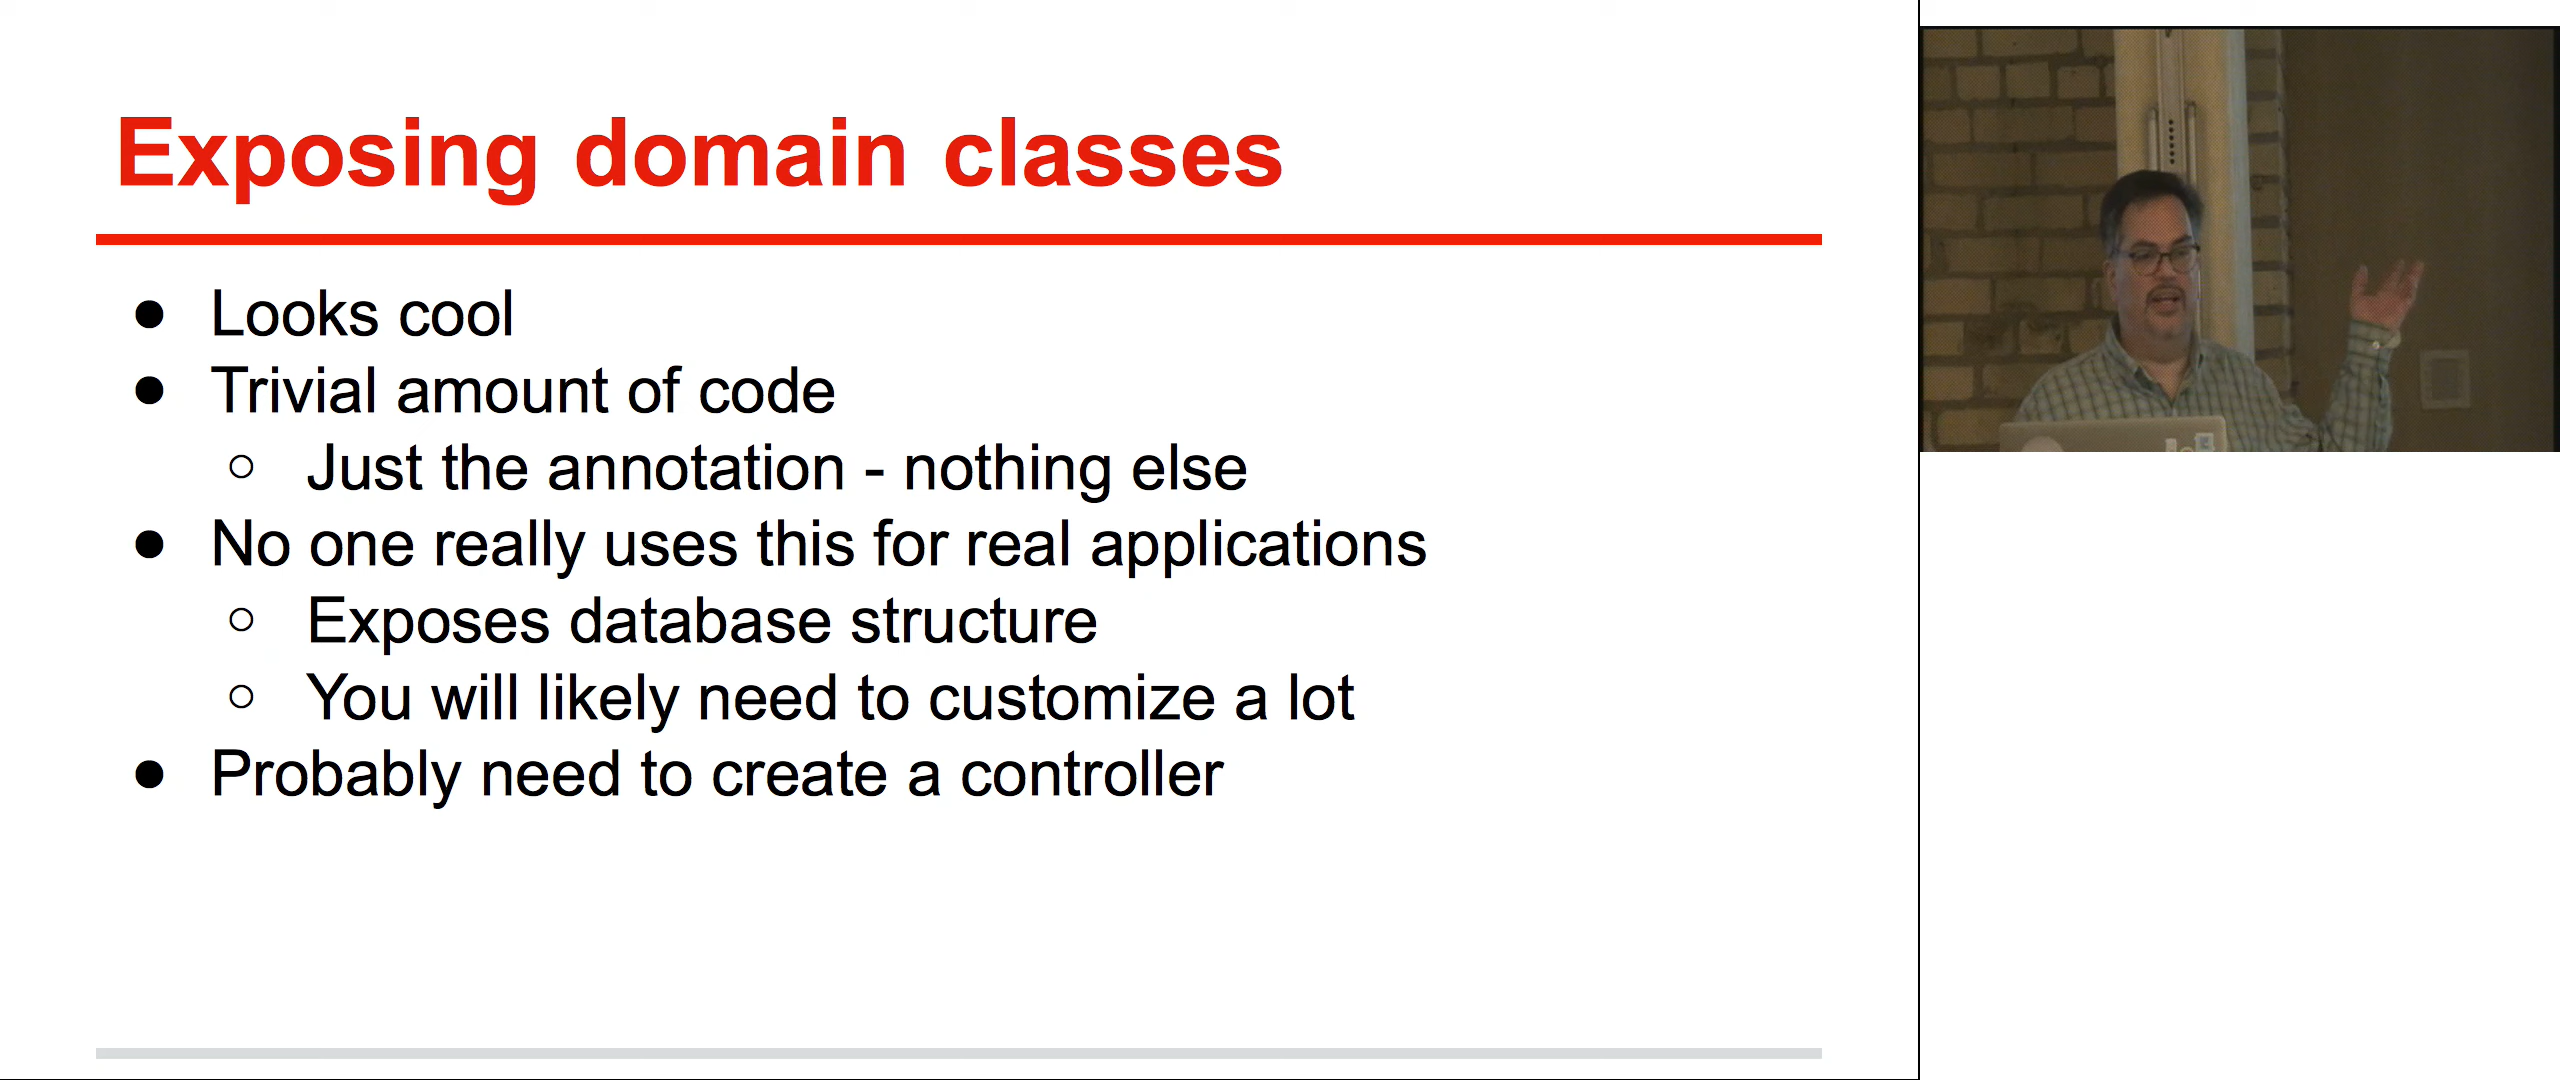 Exposing domain classes
● Looks cool
● Trivial amount of code
○ Just the annotation - nothing else
● No one really uses this for real applications
○ Exposes database structure
○ You will likely need to customize a lot
● Probably need to create a controller